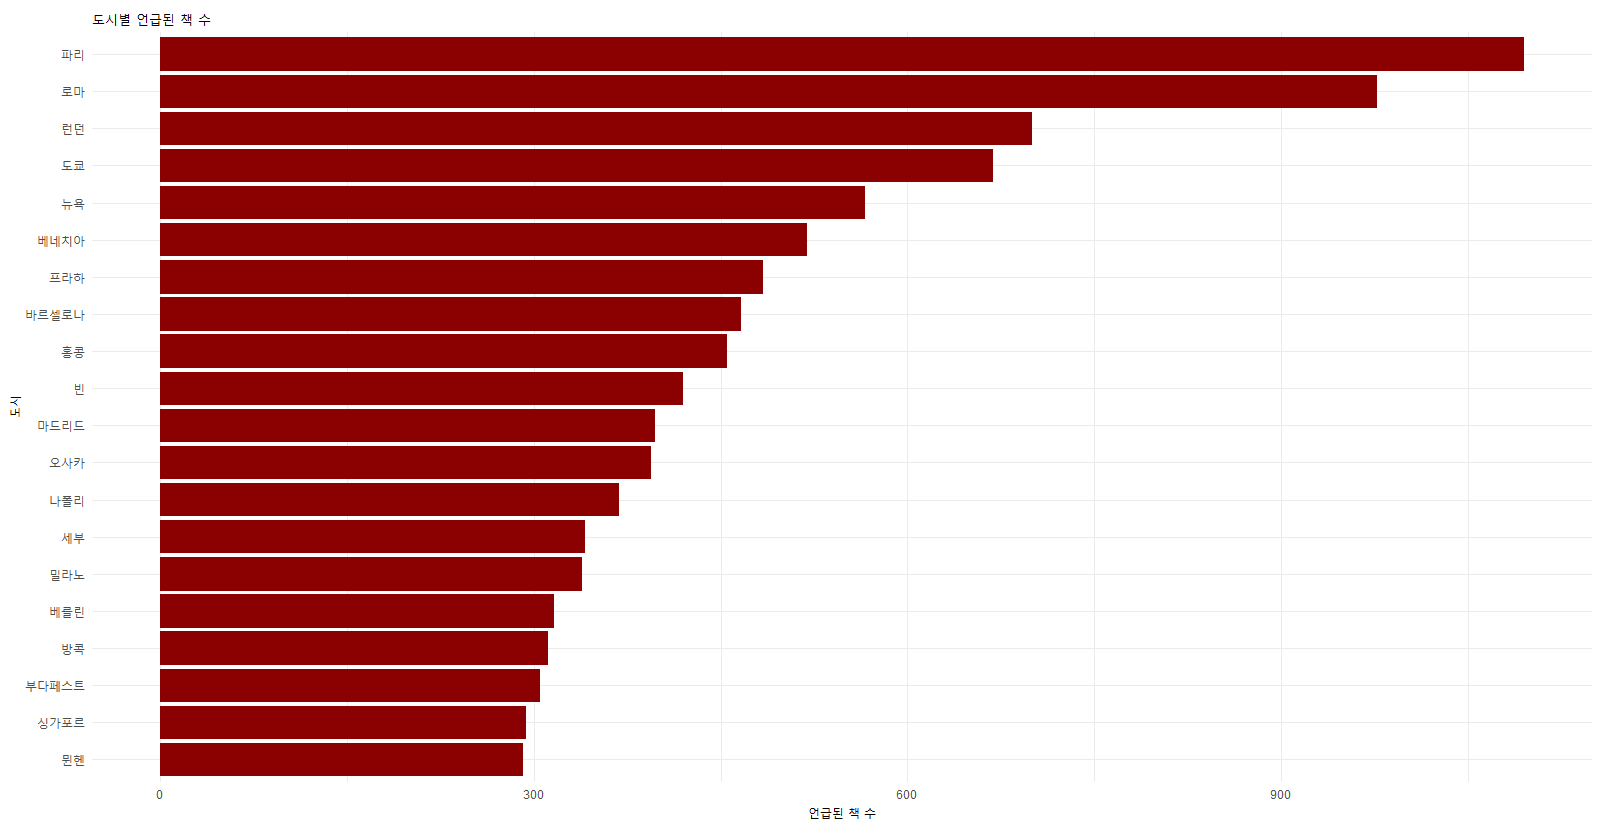 도시별 언급된 책 수
파리
로마
런던
도쿄
뉴욕
베네치아
프라하
바르셀로나
홍콩
빈
마드리드
오사카
나폴리
세부
밀라노
베를린
방콕
부다페스트
싱가포르
뮌헨
도시
0 300 600 900
언급된 책 수